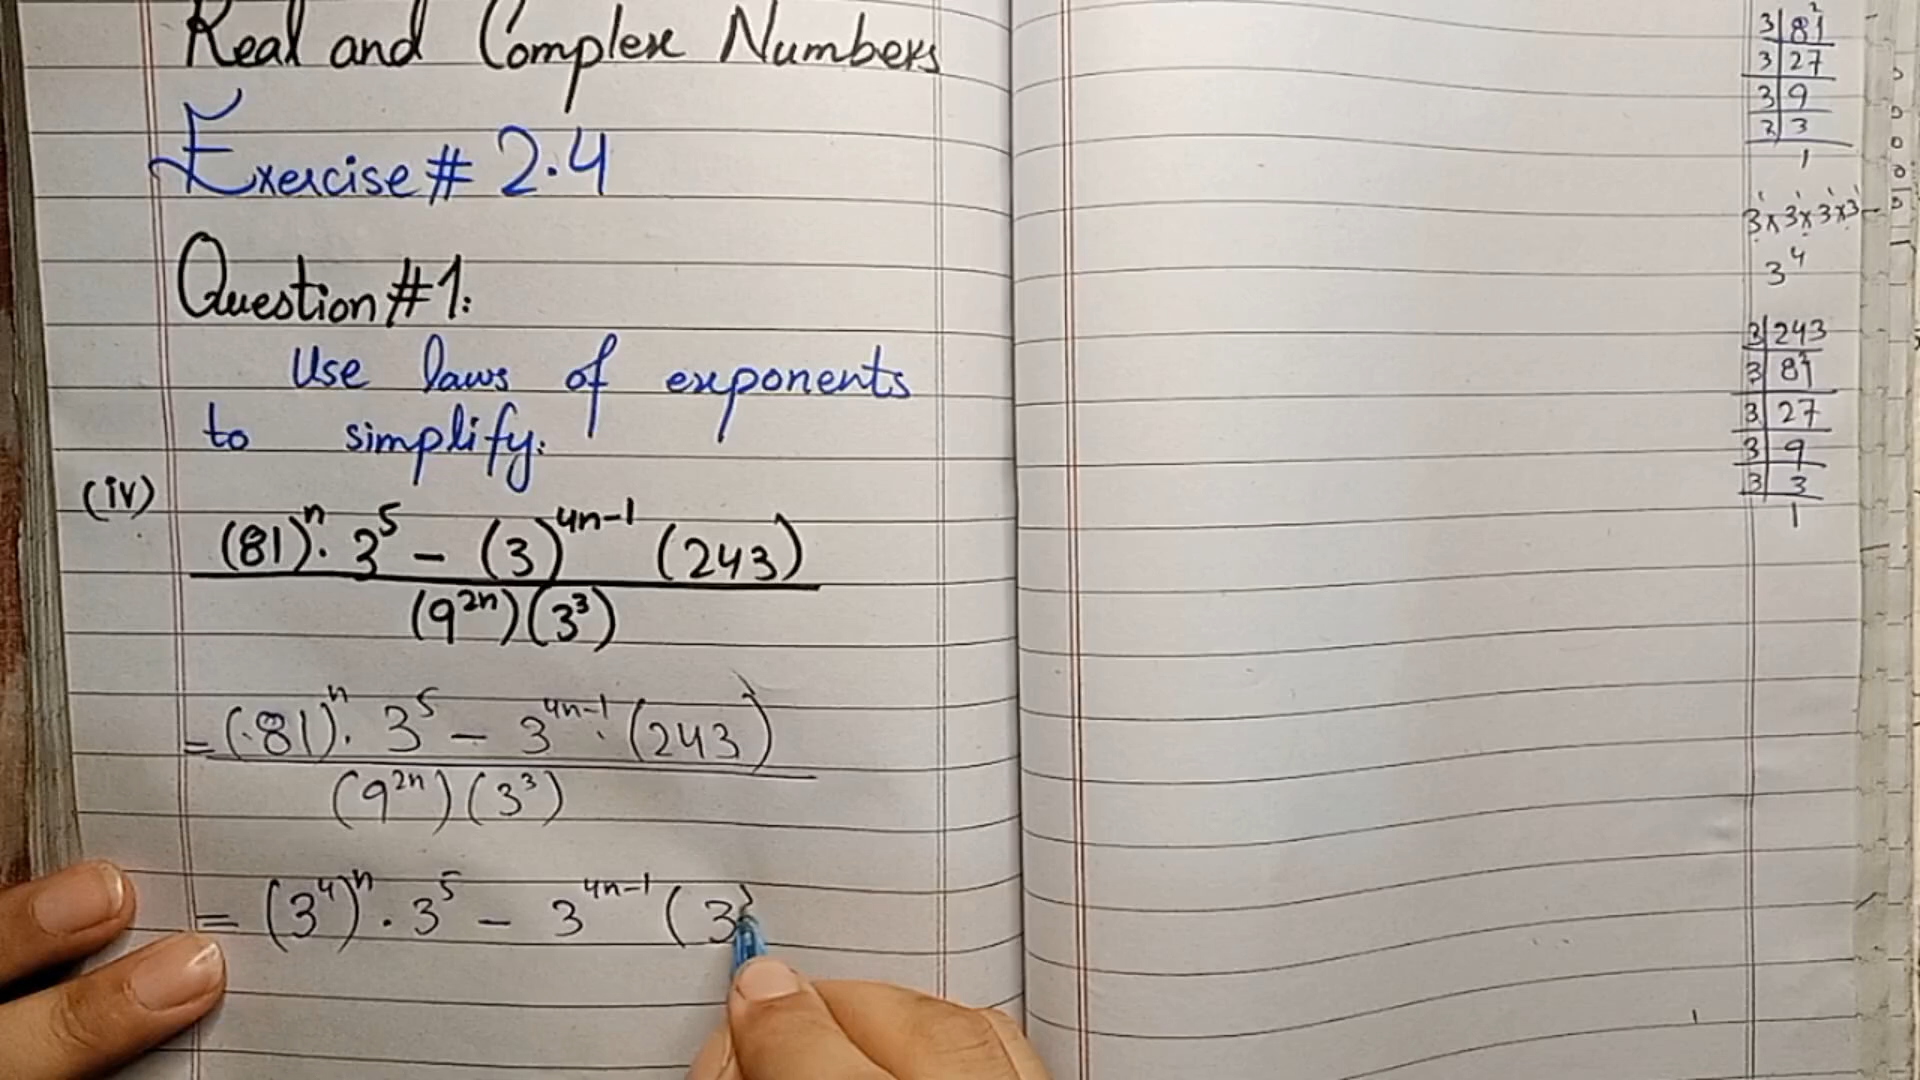 Real and Complex Numbers
Exercise # 2.4
Question #1:
Use laws of exponents
to simplify:
(iv)
(81)ⁿ · 3⁵ − (3)⁴ⁿ⁻¹ (243)
(9²ⁿ)(3³)
= (81)ⁿ · 3⁵ − 3⁴ⁿ⁻¹ · (243)
(9²ⁿ)(3³)
= (3⁴)ⁿ · 3⁵ − 3⁴ⁿ⁻¹ (3
3 | 81
3 | 27
3 | 9
3 | 3
1
3 x 3 x 3 x 3
3⁴
3 | 243
3 | 81
3 | 27
3 | 9
3 | 3
1